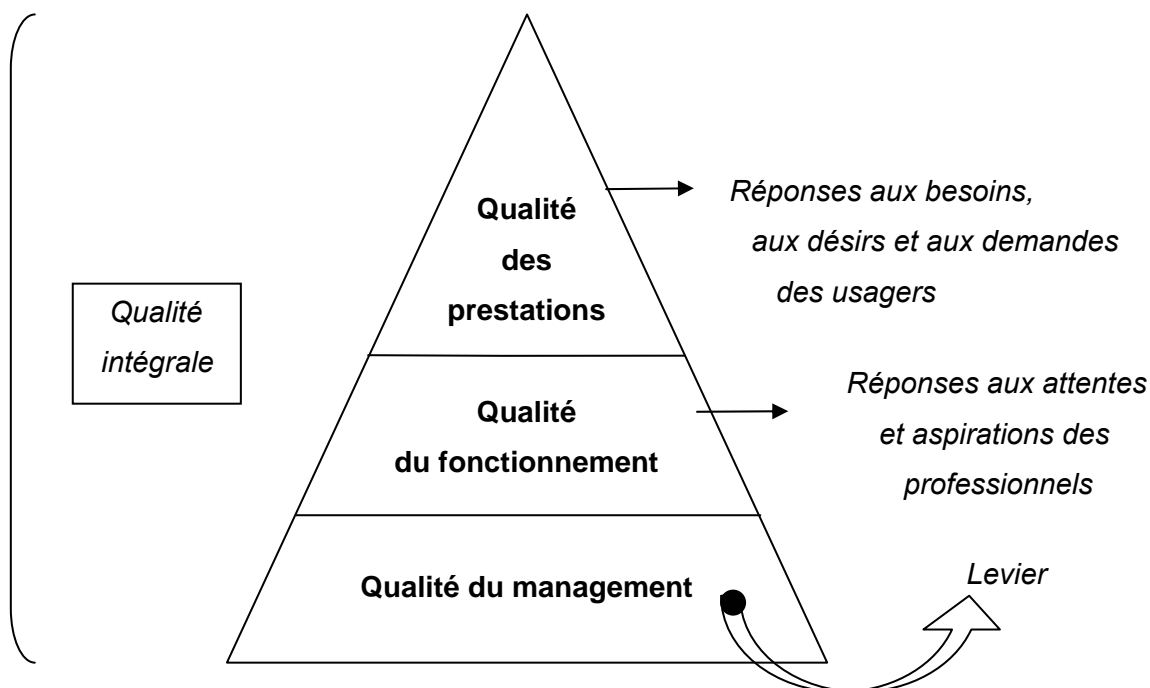 Qualité
des
prestations
Réponses aux besoins,
aux désirs et aux demandes
des usagers
Qualité
intégrale
Qualité
du fonctionnement
Réponses aux attentes
et aspirations des
professionnels
Qualité du management
Levier